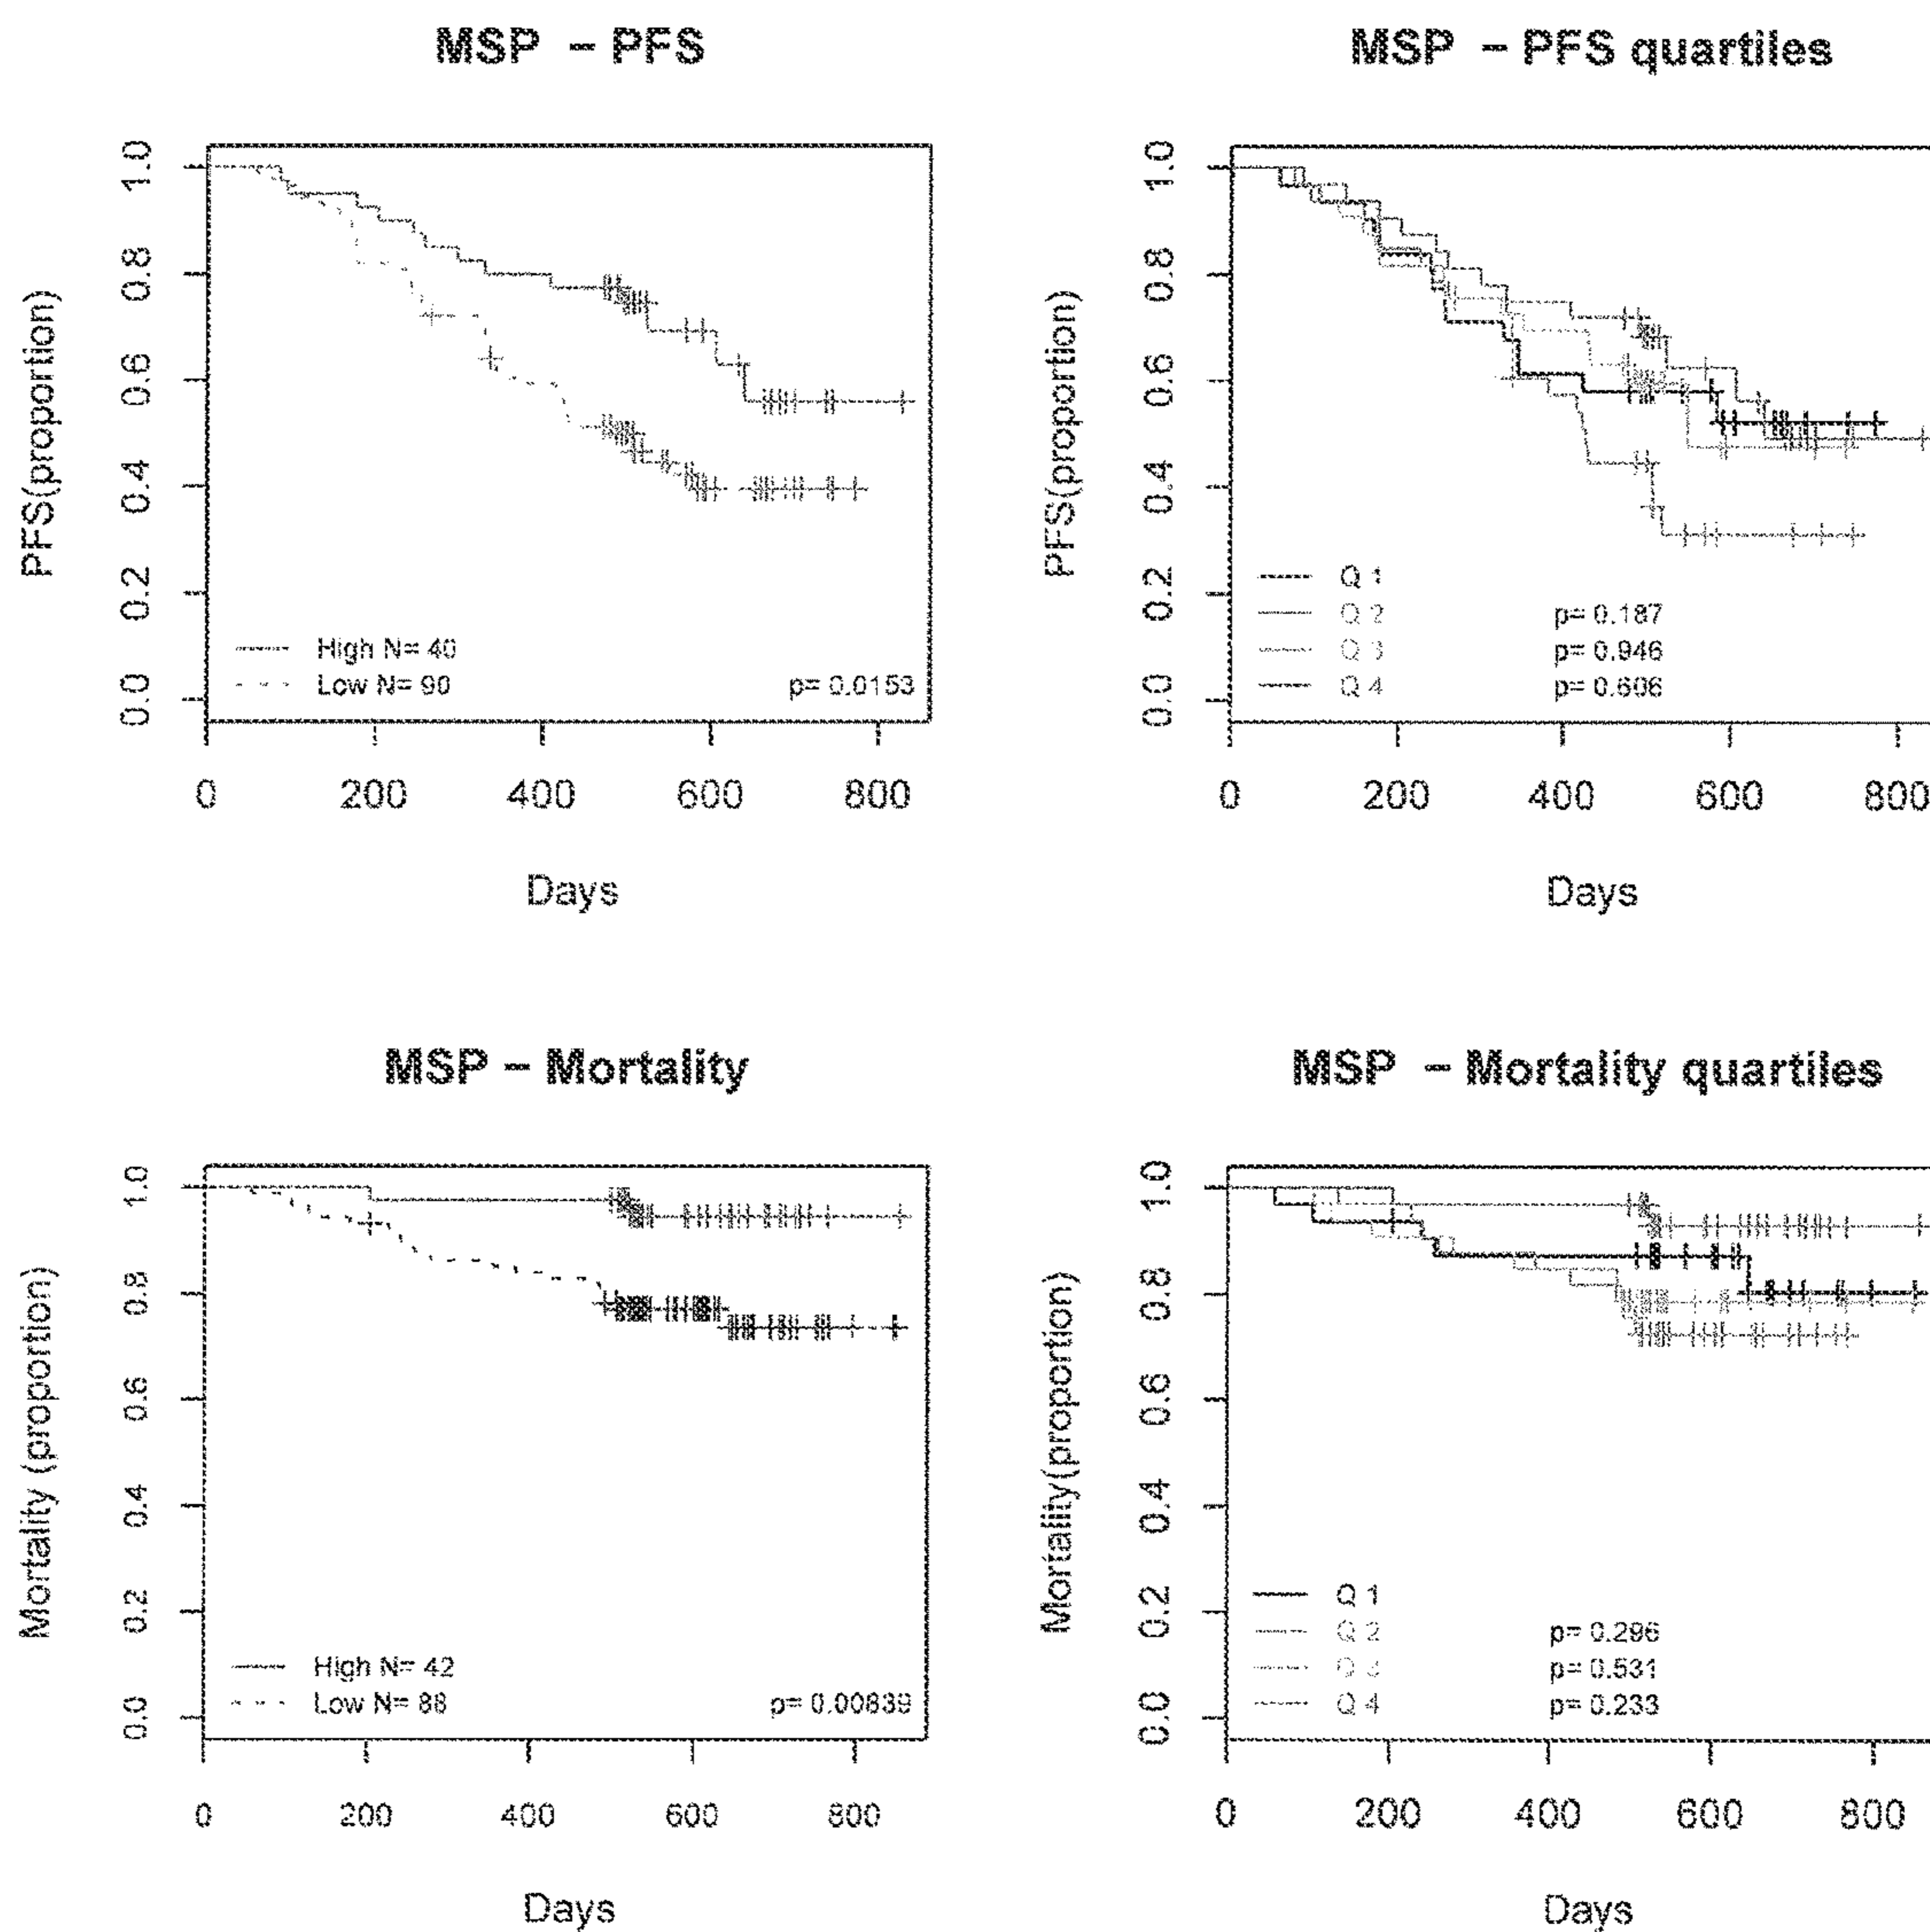 MSP – PFS
PFS(proportion)
1.0
0.8
0.6
0.4
0.2
0.0
High N= 40
Low N= 90
p= 0.0153
0 200 400 600 800
Days
MSP – PFS quartiles
PFS(proportion)
1.0
0.8
0.6
0.4
0.2
0.0
Q 1
Q 2 p= 0.187
Q 3 p= 0.946
Q 4 p= 0.606
0 200 400 600 800
Days
MSP – Mortality
Mortality (proportion)
1.0
0.8
0.6
0.4
0.2
0.0
High N= 42
Low N= 88
p= 0.00839
0 200 400 600 800
Days
MSP – Mortality quartiles
Mortality(proportion)
1.0
0.8
0.6
0.4
0.2
0.0
Q 1
Q 2 p= 0.296
Q 3 p= 0.531
Q 4 p= 0.233
0 200 400 600 800
Days